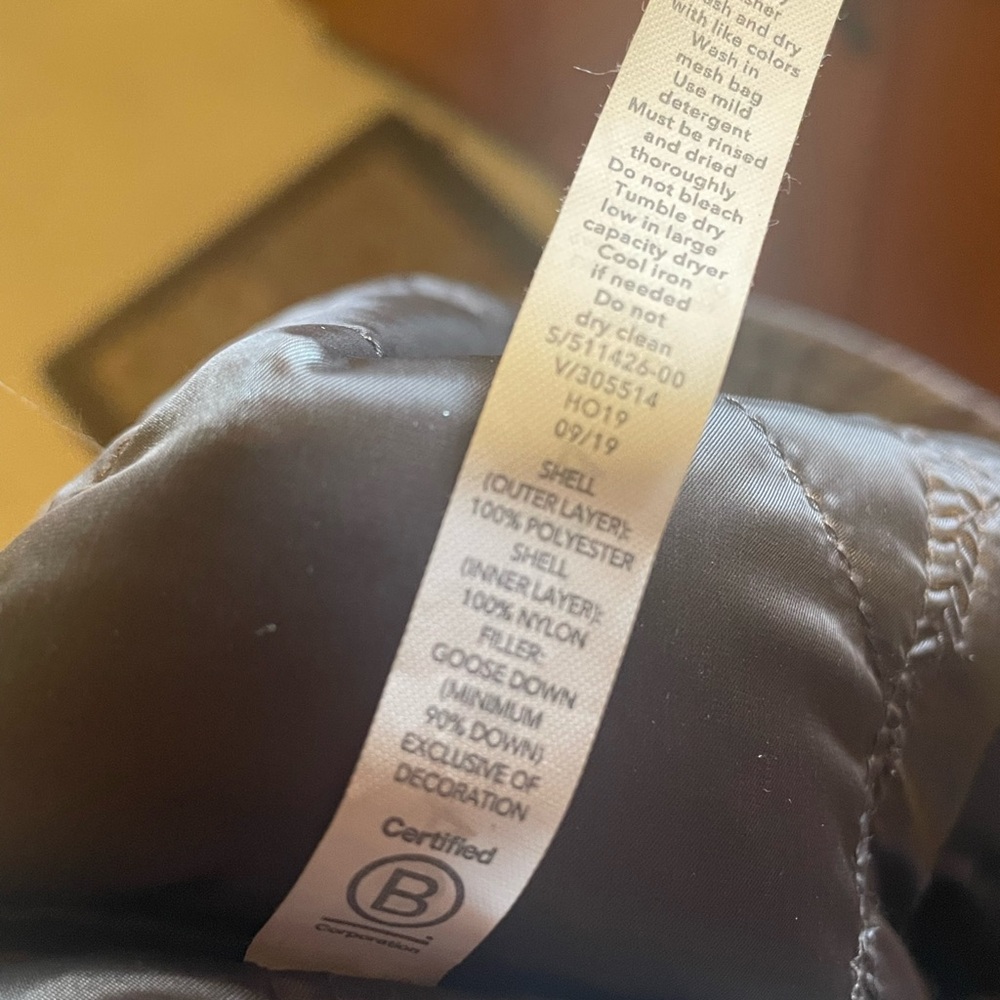 ash and dry
with like colors
Wash in
mesh bag
Use mild
detergent
Must be rinsed
and dried
thoroughly
Do not bleach
Tumble dry
low in large
capacity dryer
Cool iron
if needed
Do not
dry clean
S/511426-00
V/305514
HO19
09/19
SHELL
(OUTER LAYER):
100% POLYESTER
SHELL
(INNER LAYER):
100% NYLON
FILLER:
GOOSE DOWN
(MINIMUM
90% DOWN)
EXCLUSIVE OF
DECORATION
Certified
B
Corporation